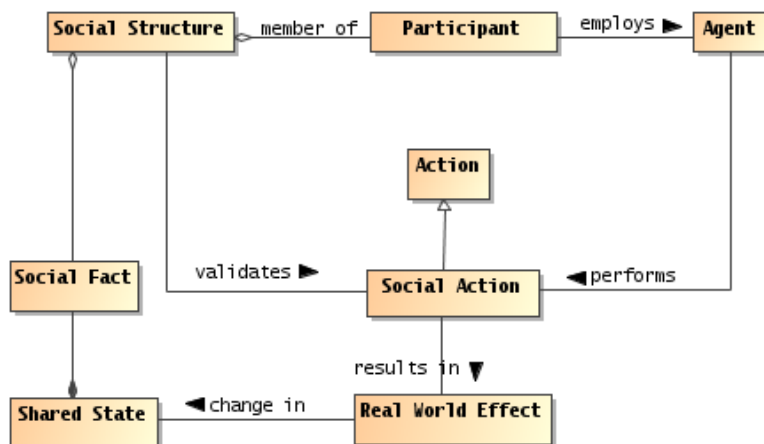 Social Structure
member of
Participant
employs
Agent
Action
Social Fact
validates
Social Action
performs
results in
Shared State
change in
Real World Effect